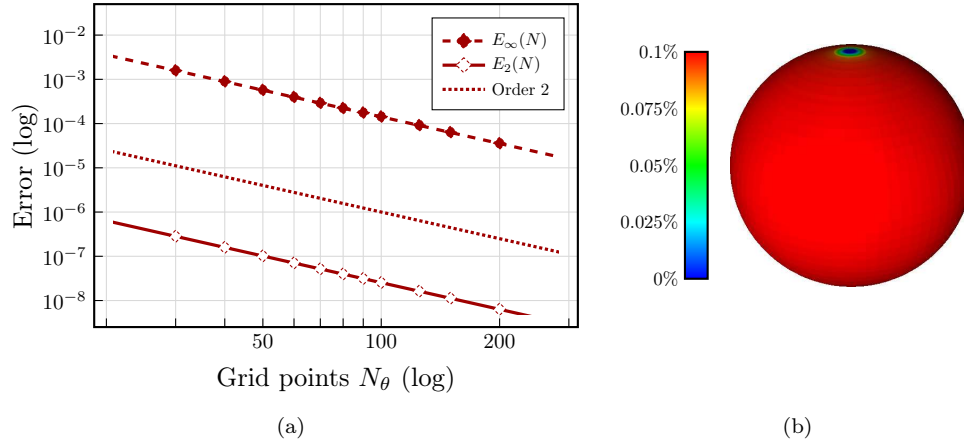 10⁻²
10⁻³
10⁻⁴
10⁻⁵
10⁻⁶
10⁻⁷
10⁻⁸
Error (log)
E∞(N)
E₂(N)
Order 2
50
100
200
Grid points N_θ (log)
(a)
0.1%
0.075%
0.05%
0.025%
0%
(b)